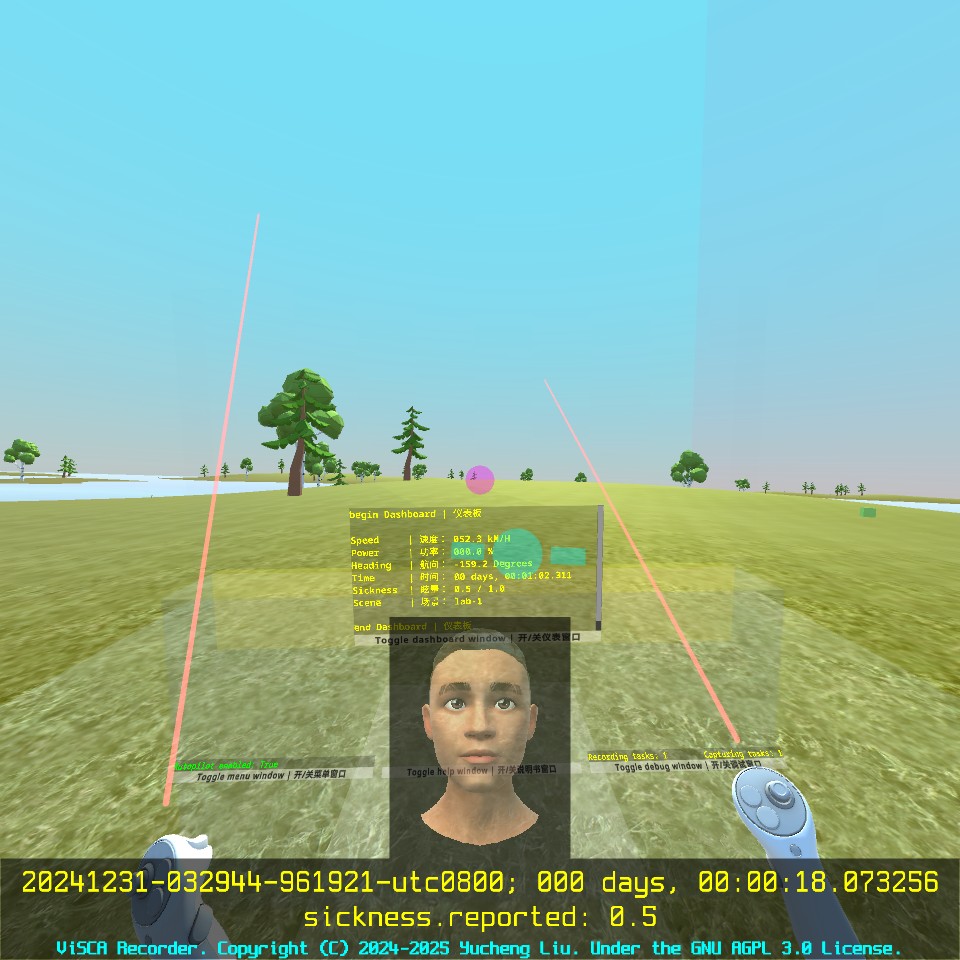 begin Dashboard | 仪表板
Speed | 速度： 052.3 kM/H
Power | 功率： 000.0 %
Heading | 航向： -159.2 Degrees
Time | 时间： 00 days, 00:01:02.311
Sickness | 眩晕： 0.5 / 1.0
Scene | 场景： lab-1
end Dashboard | 仪表板
Toggle dashboard window | 开/关仪表窗口
Autopilot enabled, True
Toggle menu window | 开/关菜单窗口
Toggle help window | 开/关说明书窗口
Recording tasks: 1 Capturing tasks: 1
Toggle debug window | 开/关调试窗口
20241231-032944-961921-utc0800; 000 days, 00:00:18.073256
sickness.reported: 0.5
ViSCA Recorder. Copyright (C) 2024-2025 Yucheng Liu. Under the GNU AGPL 3.0 License.